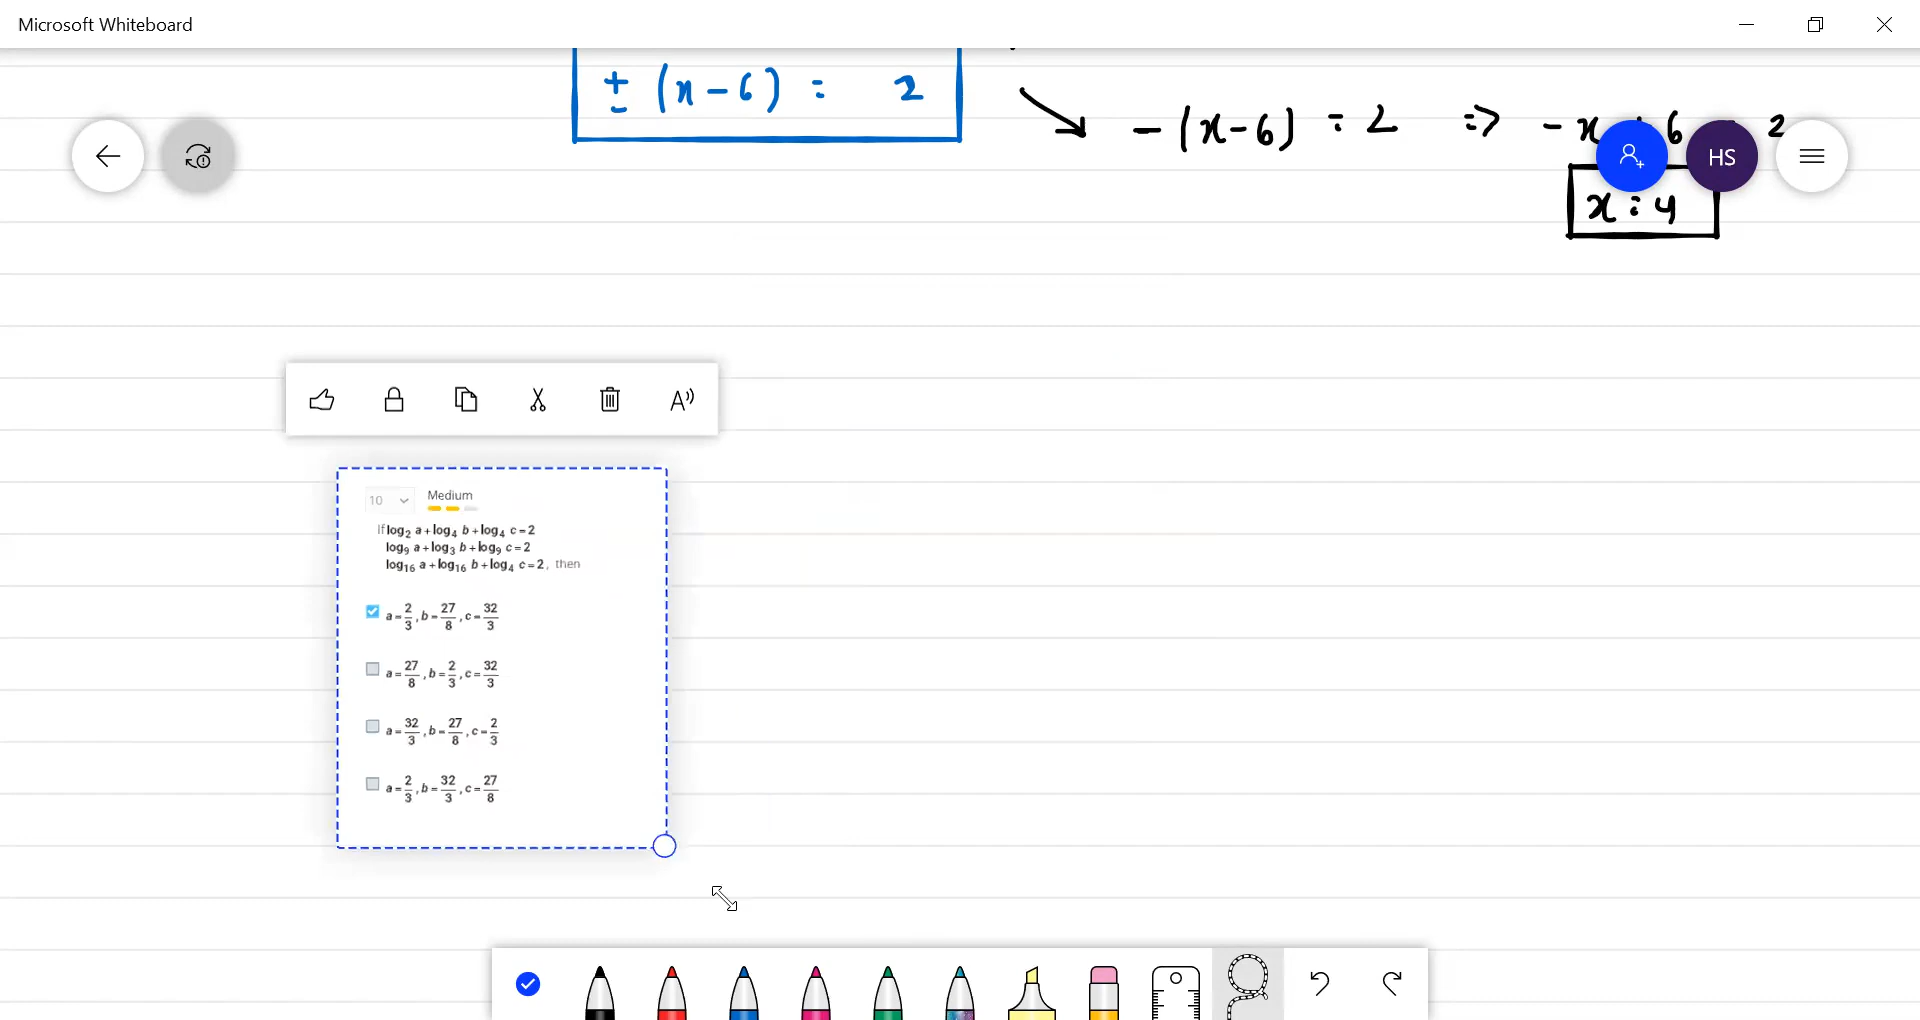 Microsoft Whiteboard
± (x-6) = 2
-(x-6) = 2 => -x 6 2
HS
x = 4
A
10 Medium
If log₂ a + log₄ b + log₄ c = 2
log₉ a + log₃ b + log₉ c = 2
log₁₆ a + log₁₆ b + log₄ c = 2, then
a = 2/3, b = 27/8, c = 32/3
a = 27/8, b = 2/3, c = 32/3
a = 32/3, b = 27/8, c = 2/3
a = 2/3, b = 32/3, c = 27/8